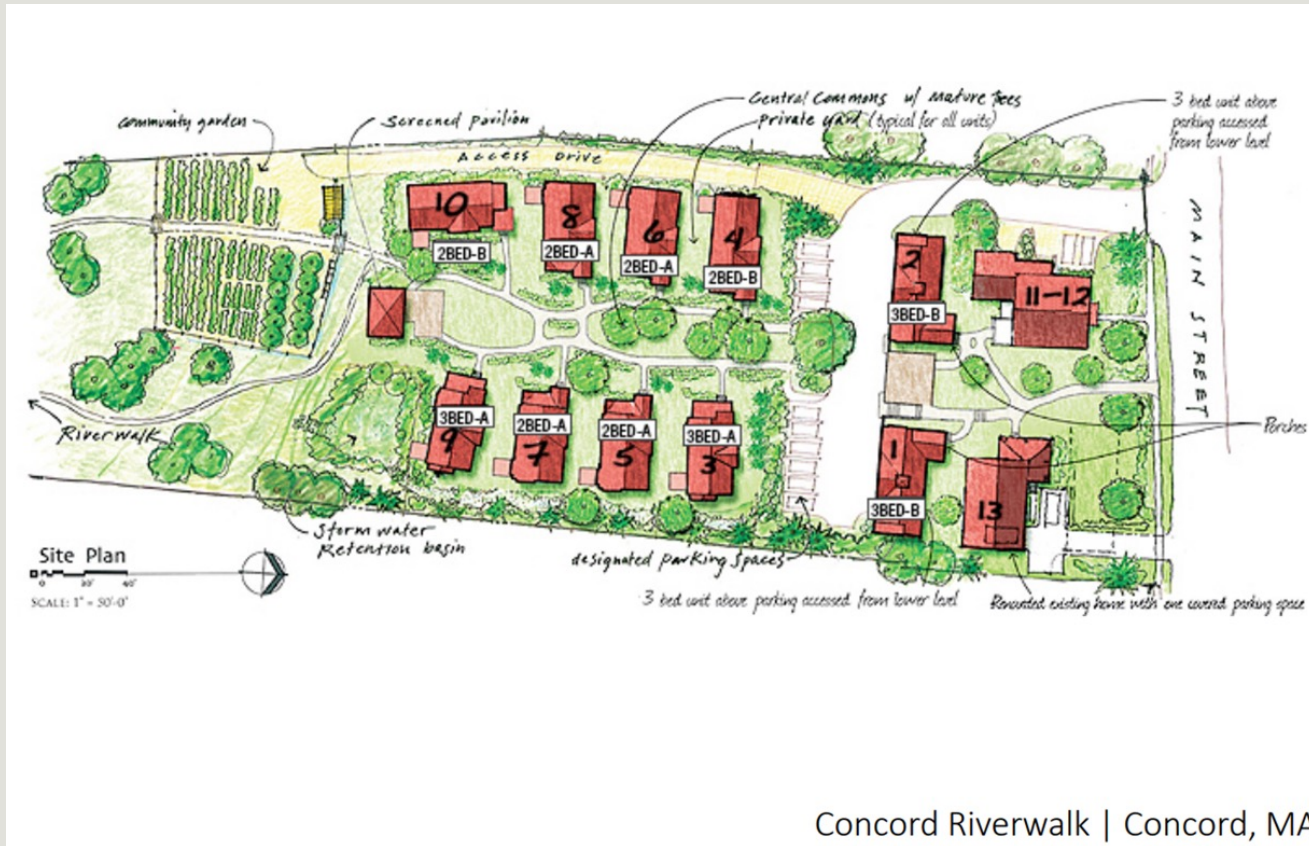 community garden
screened pavilion
Central Commons w/ mature trees
private yard (typical for all units)
3 bed unit above
parking accessed
from lower level
Access Drive
MAIN STREET
10
2BED-B
8
2BED-A
6
2BED-A
4
2BED-B
2
3BED-B
11-12
9
3BED-A
7
2BED-A
5
2BED-A
3
3BED-A
1
3BED-B
13
Porches
Riverwalk
Storm water
Retention basin
designated parking spaces
3 bed unit above parking accessed from lower level
Renovated existing home with one covered parking space
Site Plan
0 20' 40'
SCALE: 1" = 50'-0"
Concord Riverwalk | Concord, MA